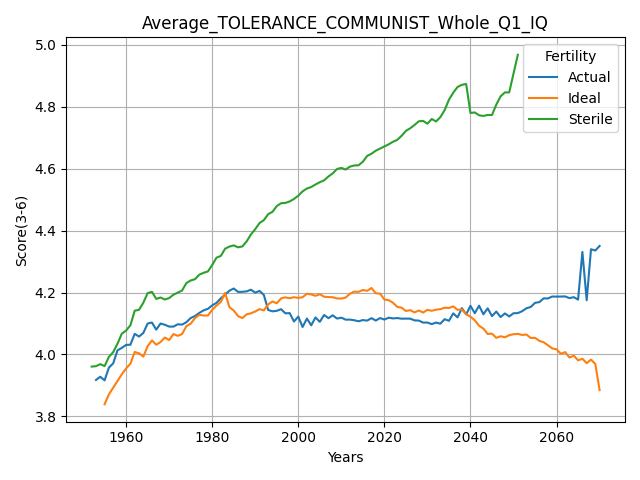 Average_TOLERANCE_COMMUNIST_Whole_Q1_IQ
Fertility
Actual
Ideal
Sterile
Score(3-6)
5.0
4.8
4.6
4.4
4.2
4.0
3.8
1960 1980 2000 2020 2040 2060
Years